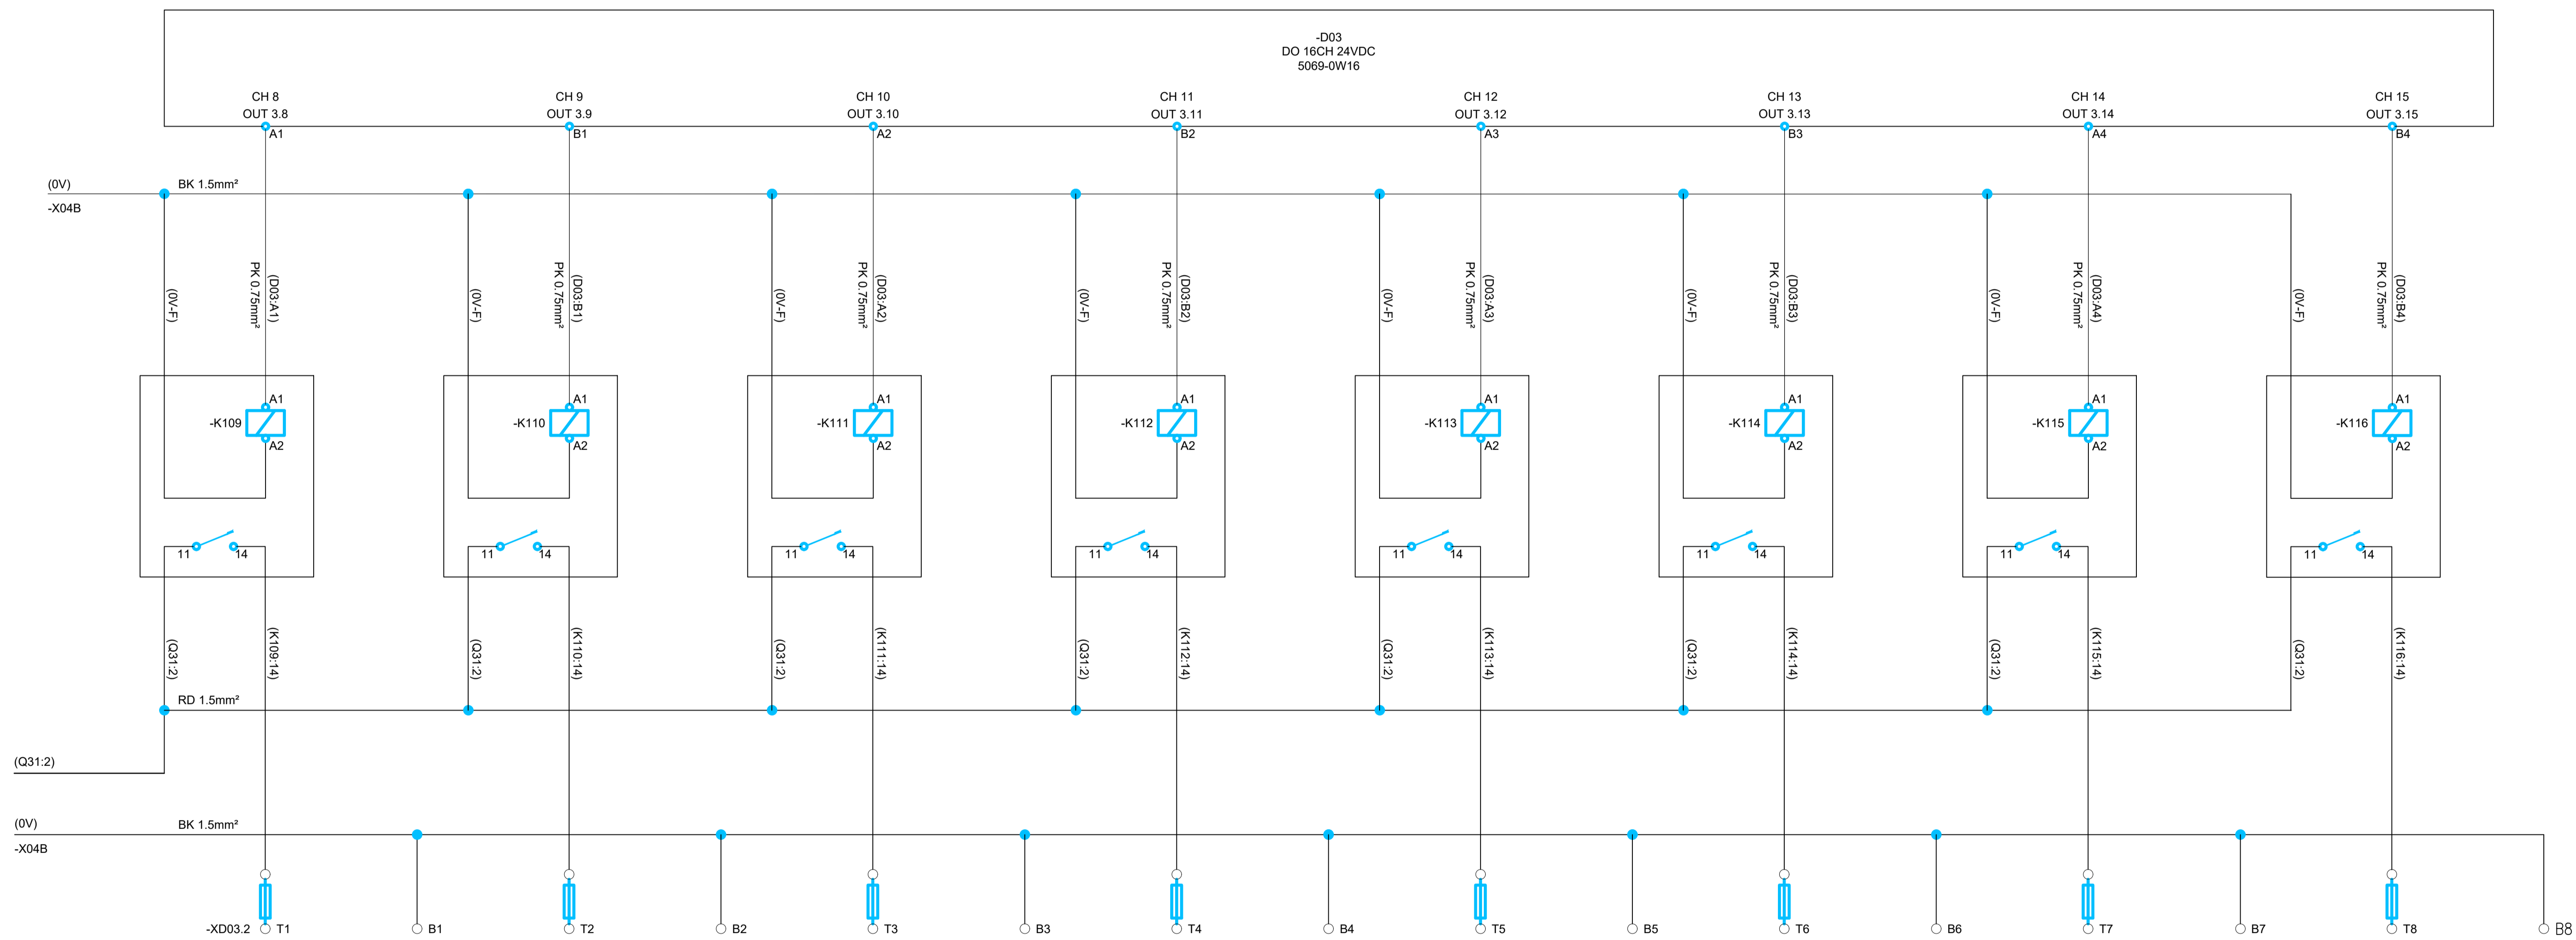 -D03
DO 16CH 24VDC
5069-0W16
CH 8
CH 9
CH 10
CH 11
CH 12
CH 13
CH 14
CH 15
OUT 3.8
OUT 3.9
OUT 3.10
OUT 3.11
OUT 3.12
OUT 3.13
OUT 3.14
OUT 3.15
A1
B1
A2
B2
A3
B3
A4
B4
(0V)
BK 1.5mm²
-X04B
(0V-F)
PK 0.75mm²
(D03:A1)
(0V-F)
PK 0.75mm²
(D03:B1)
(0V-F)
PK 0.75mm²
(D03:A2)
(0V-F)
PK 0.75mm²
(D03:B2)
(0V-F)
PK 0.75mm²
(D03:A3)
(0V-F)
PK 0.75mm²
(D03:B3)
(0V-F)
PK 0.75mm²
(D03:A4)
(0V-F)
PK 0.75mm²
(D03:B4)
A1
A1
A1
A1
A1
A1
A1
A1
-K109
-K110
-K111
-K112
-K113
-K114
-K115
-K116
A2
A2
A2
A2
A2
A2
A2
A2
11
14
11
14
11
14
11
14
11
14
11
14
11
14
11
14
(Q31:2)
(K109:14)
(Q31:2)
(K110:14)
(Q31:2)
(K111:14)
(Q31:2)
(K112:14)
(Q31:2)
(K113:14)
(Q31:2)
(K114:14)
(Q31:2)
(K115:14)
(Q31:2)
(K116:14)
RD 1.5mm²
(Q31:2)
(0V)
BK 1.5mm²
-X04B
-XD03.2
T1
B1
T2
B2
T3
B3
T4
B4
T5
B5
T6
B6
T7
B7
T8
B8